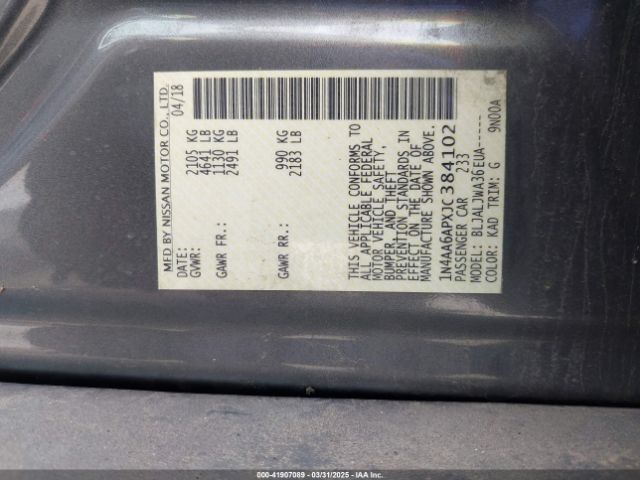 MFD BY NISSAN MOTOR CO., LTD.
DATE: 04/18
GVWR: 2105 KG
4641 LB
GAWR FR.: 1130 KG
2491 LB
GAWR RR.: 990 KG
2183 LB
THIS VEHICLE CONFORMS TO
ALL APPLICABLE FEDERAL
MOTOR VEHICLE SAFETY,
BUMPER, AND THEFT
PREVENTION STANDARDS IN
EFFECT ON THE DATE OF
MANUFACTURE SHOWN ABOVE.
1N4AA6APXJC384102
PASSENGER CAR 233
MODEL: BLJALJWA36EUA------
COLOR: KAD TRIM: G 9N00A
00-41907089 | 03/31/2025 - IAAI.COM